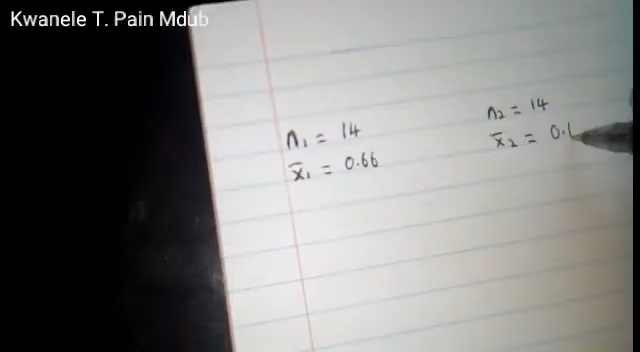 Kwanele T. Pain Mdub
n₁ = 14
x̄₁ = 0.66
n₂ = 14
x̄₂ = 0.